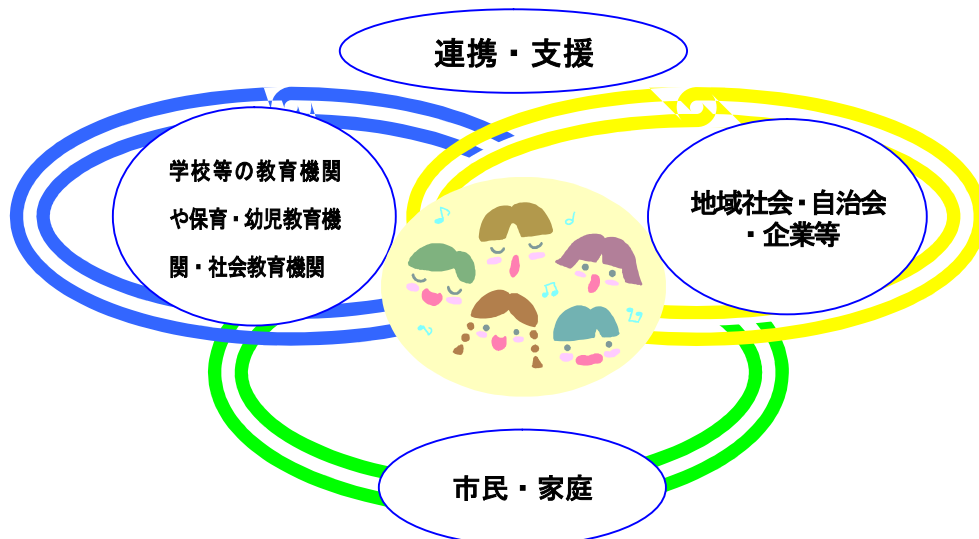 連携・支援
学校等の教育機関
や保育・幼児教育機
関・社会教育機関
地域社会・自治会
・企業等
市民・家庭